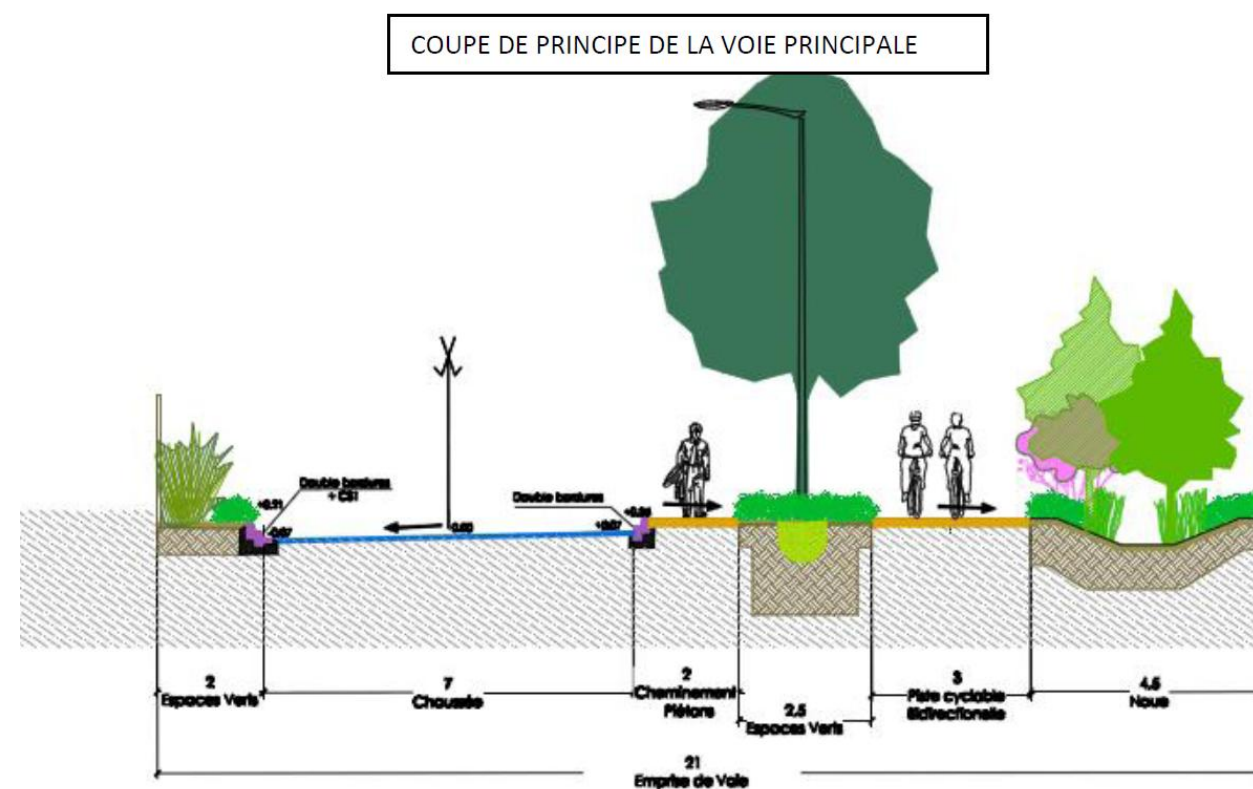 COUPE DE PRINCIPE DE LA VOIE PRINCIPALE
Double bordures
+ CS1
Double bordures
2
Espaces Verts
7
Chaussée
2
Cheminement
Piétons
2.5
Espaces Verts
3
Piste cyclable
Bidirectionelle
4.5
Noue
21
Emprise de Voie